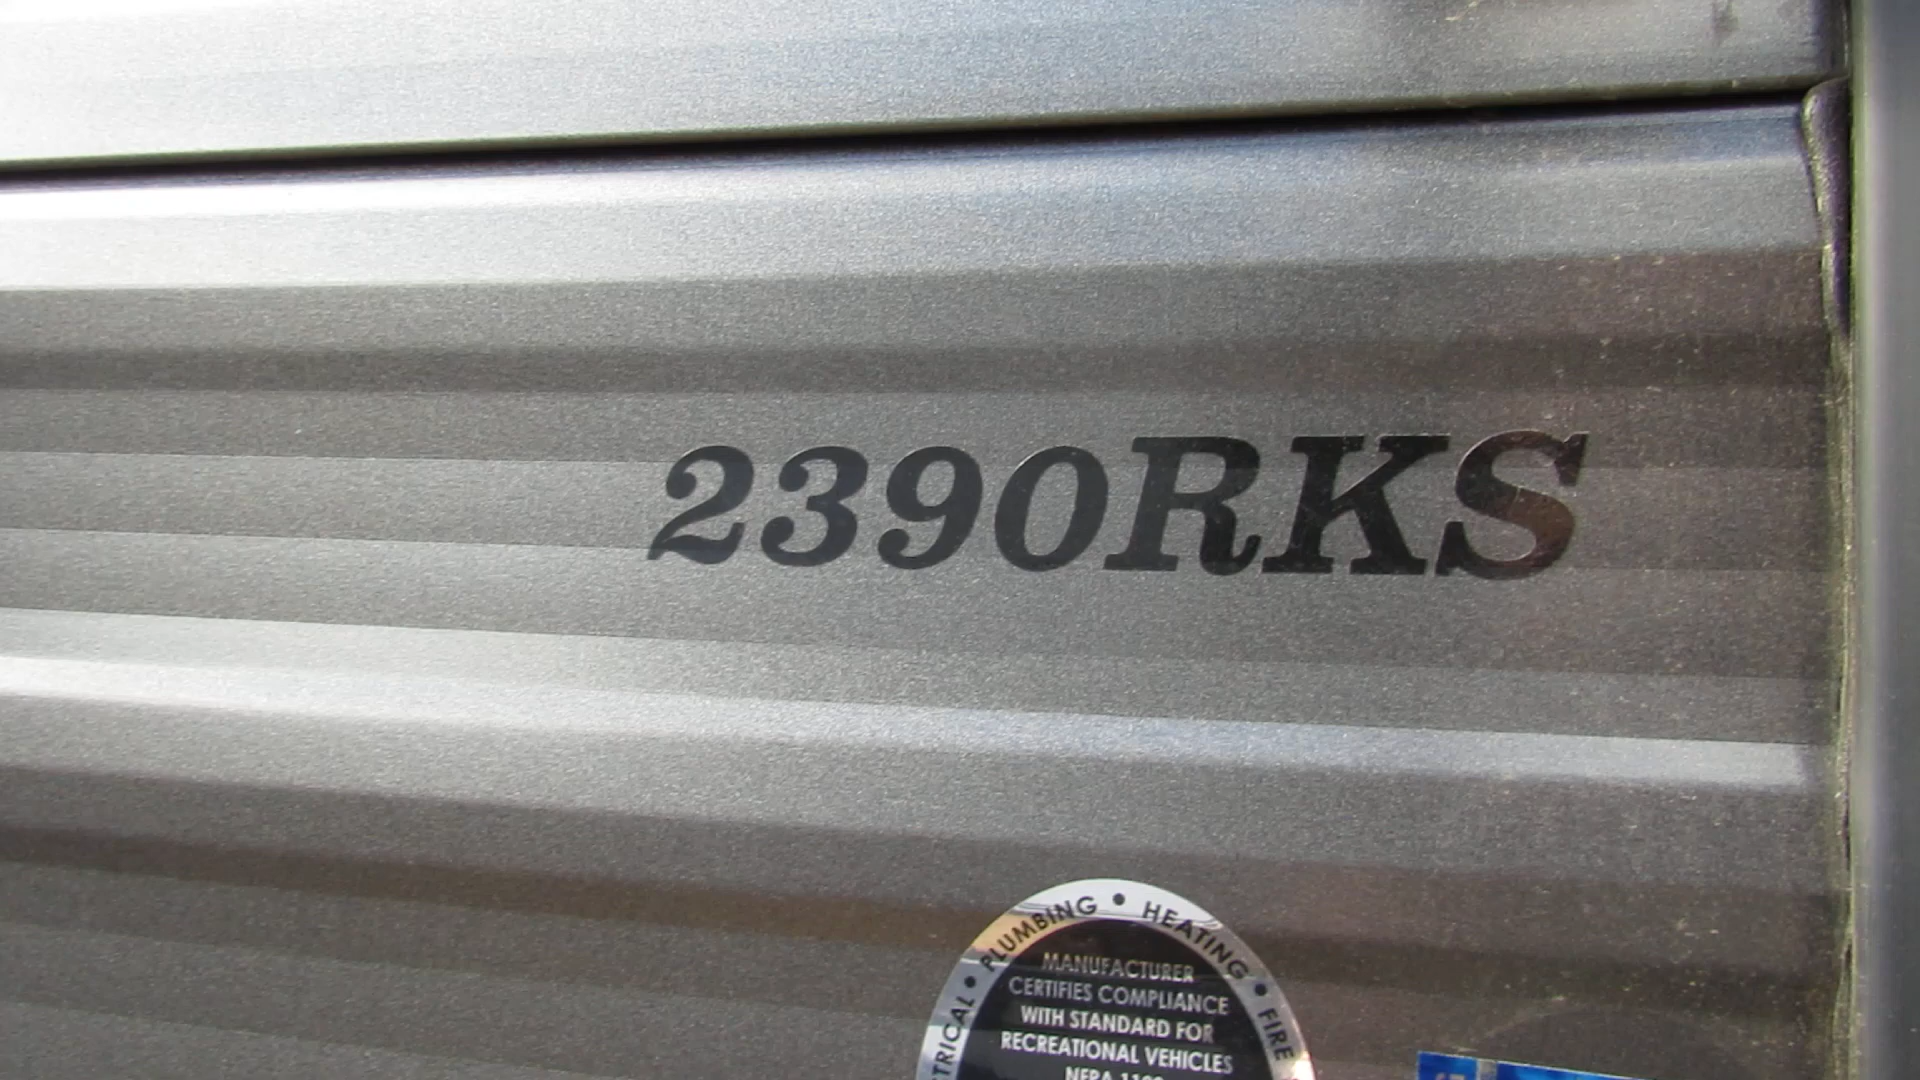 2390RKS
PLUMBING • HEATING • FIRE
MANUFACTURER
CERTIFIES COMPLIANCE
WITH STANDARD FOR
RECREATIONAL VEHICLES